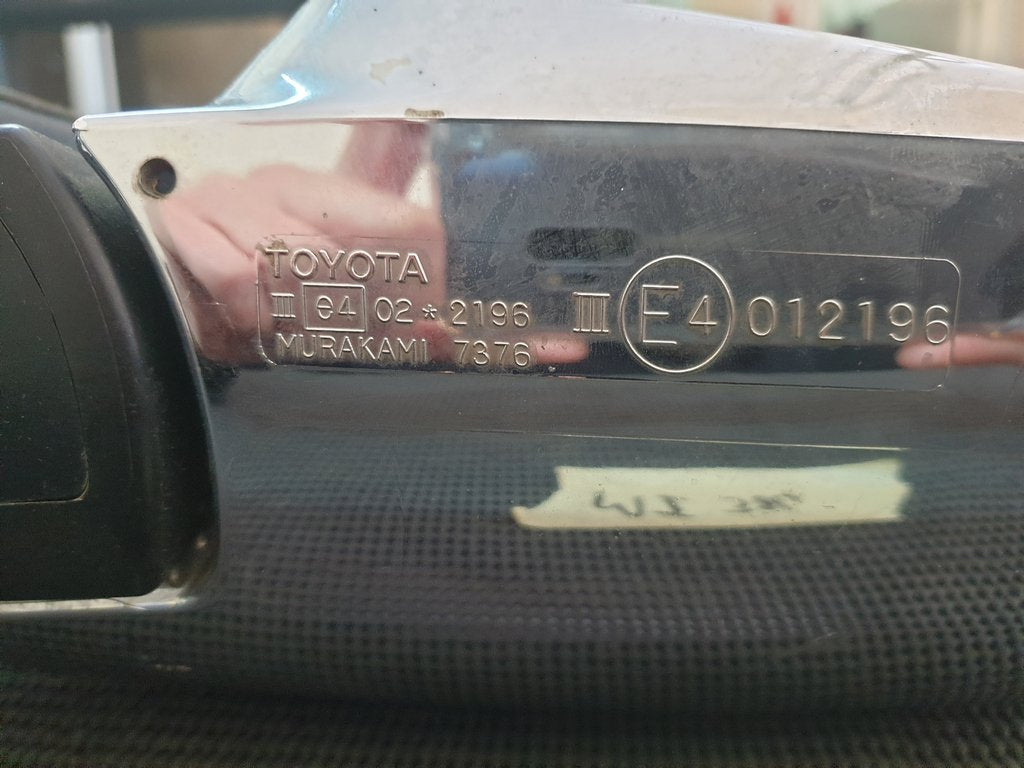 TOYOTA
III e4 02 * 2196
MURAKAMI 7376
III E4 012196